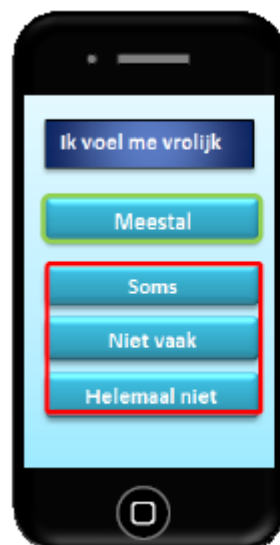 Ik voel me vrolijk
Meestal
Soms
Niet vaak
Helemaal niet